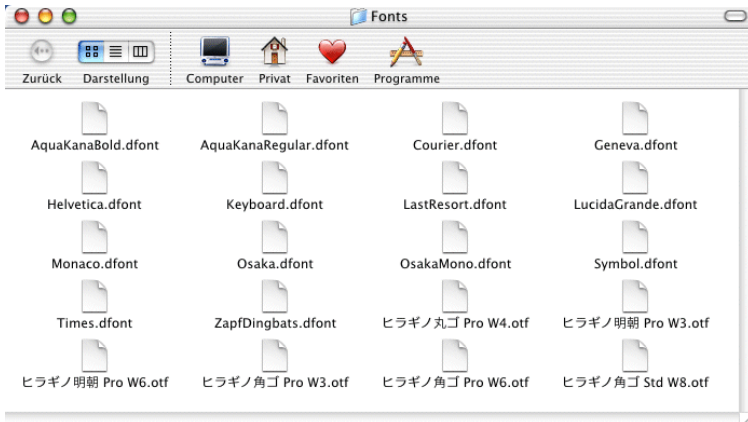 Fonts
Zurück Darstellung Computer Privat Favoriten Programme
AquaKanaBold.dfont AquaKanaRegular.dfont Courier.dfont Geneva.dfont
Helvetica.dfont Keyboard.dfont LastResort.dfont LucidaGrande.dfont
Monaco.dfont Osaka.dfont OsakaMono.dfont Symbol.dfont
Times.dfont ZapfDingbats.dfont ヒラギノ丸ゴ Pro W4.otf ヒラギノ明朝 Pro W3.otf
ヒラギノ明朝 Pro W6.otf ヒラギノ角ゴ Pro W3.otf ヒラギノ角ゴ Pro W6.otf ヒラギノ角ゴ Std W8.otf